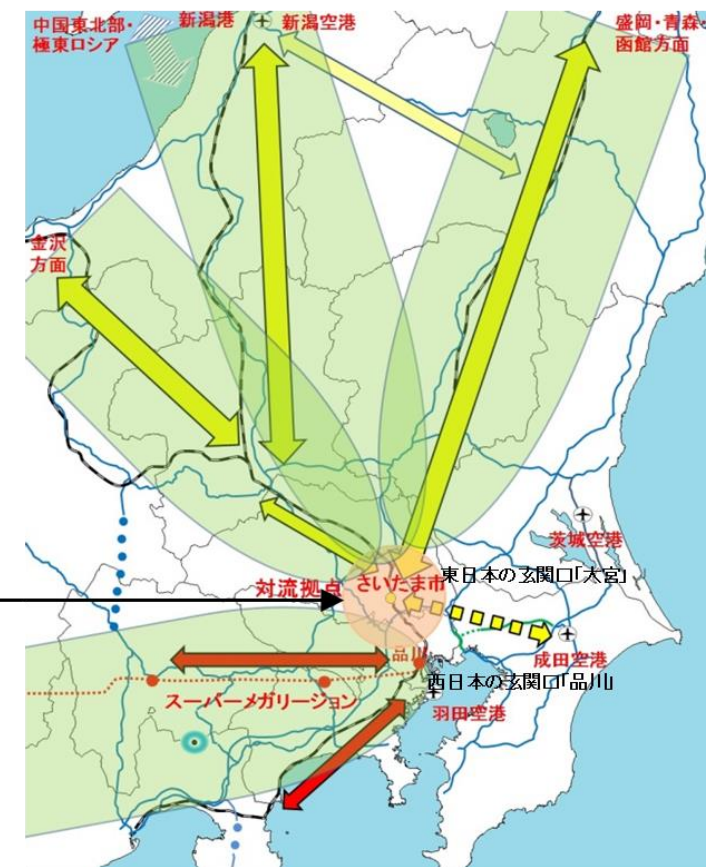 中国東北部・
極東ロシア
新潟港
新潟空港
盛岡・青森・
函館方面
金沢
方面
茨城空港
対流拠点
さいたま市
東日本の玄関口「大宮」
成田空港
品川
西日本の玄関口「品川」
スーパーメガリージョン
羽田空港